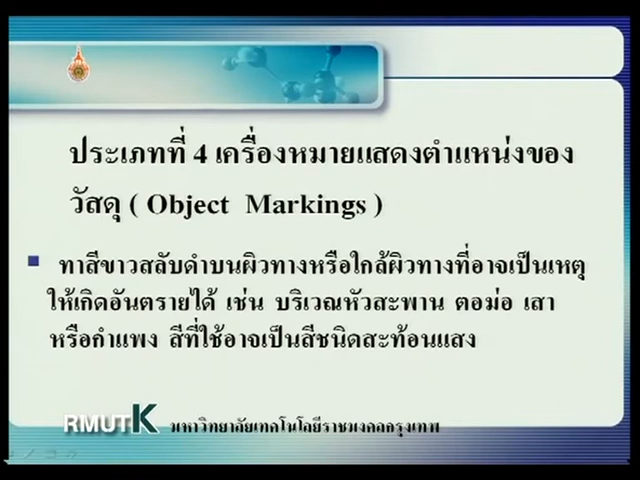 ประเภทที่ 4 เครื่องหมายแสดงตำแหน่งของ
วัสดุ ( Object Markings )
ทาสีขาวสลับดำบนผิวทางหรือใกล้ผิวทางที่อาจเป็นเหตุ
ให้เกิดอันตรายได้ เช่น บริเวณหัวสะพาน ตอม่อ เสา
หรือกำแพง สีที่ใช้อาจเป็นสีชนิดสะท้อนแสง
RMUTK มหาวิทยาลัยเทคโนโลยีราชมงคลกรุงเทพ